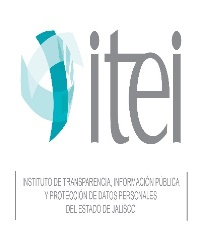 itei
INSTITUTO DE TRANSPARENCIA, INFORMACIÓN PÚBLICA
Y PROTECCIÓN DE DATOS PERSONALES
DEL ESTADO DE JALISCO